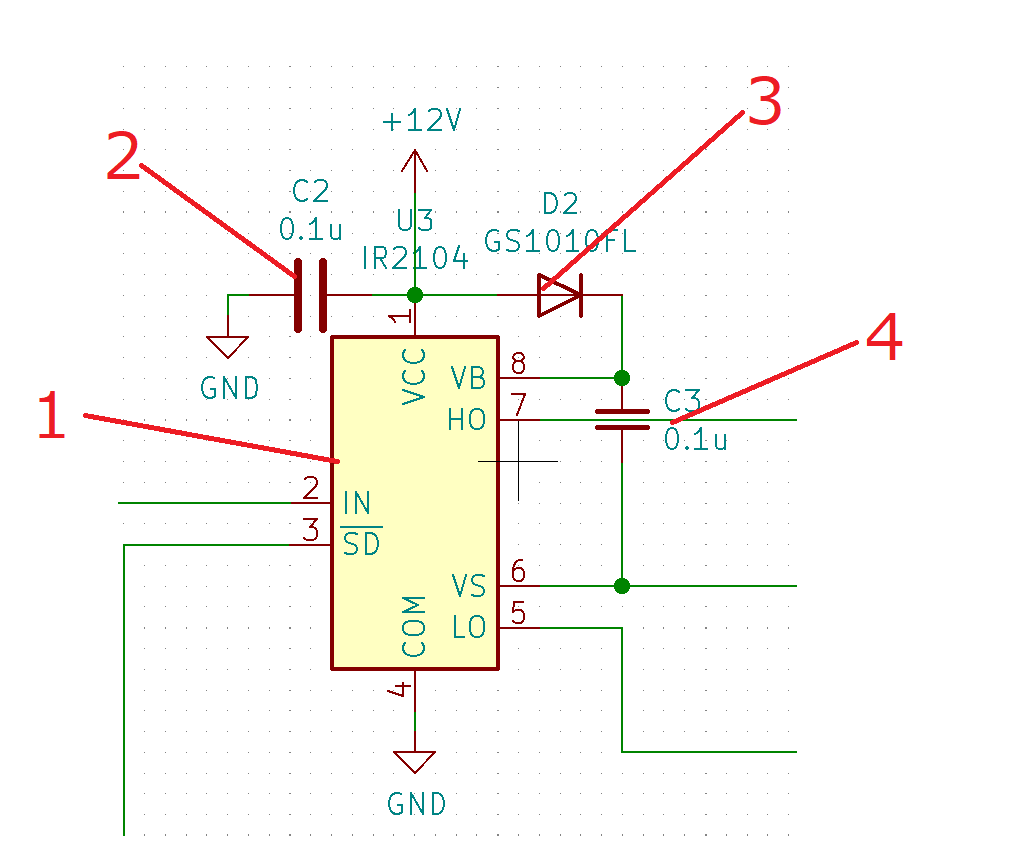 3
+12V
2
C2
0.1u
U3
IR2104
D2
GS1010FL
1
GND
VCC
VB
8
4
HO
7
C3
0.1u
1
2
IN
3
SD
VS
6
LO
5
COM
4
GND